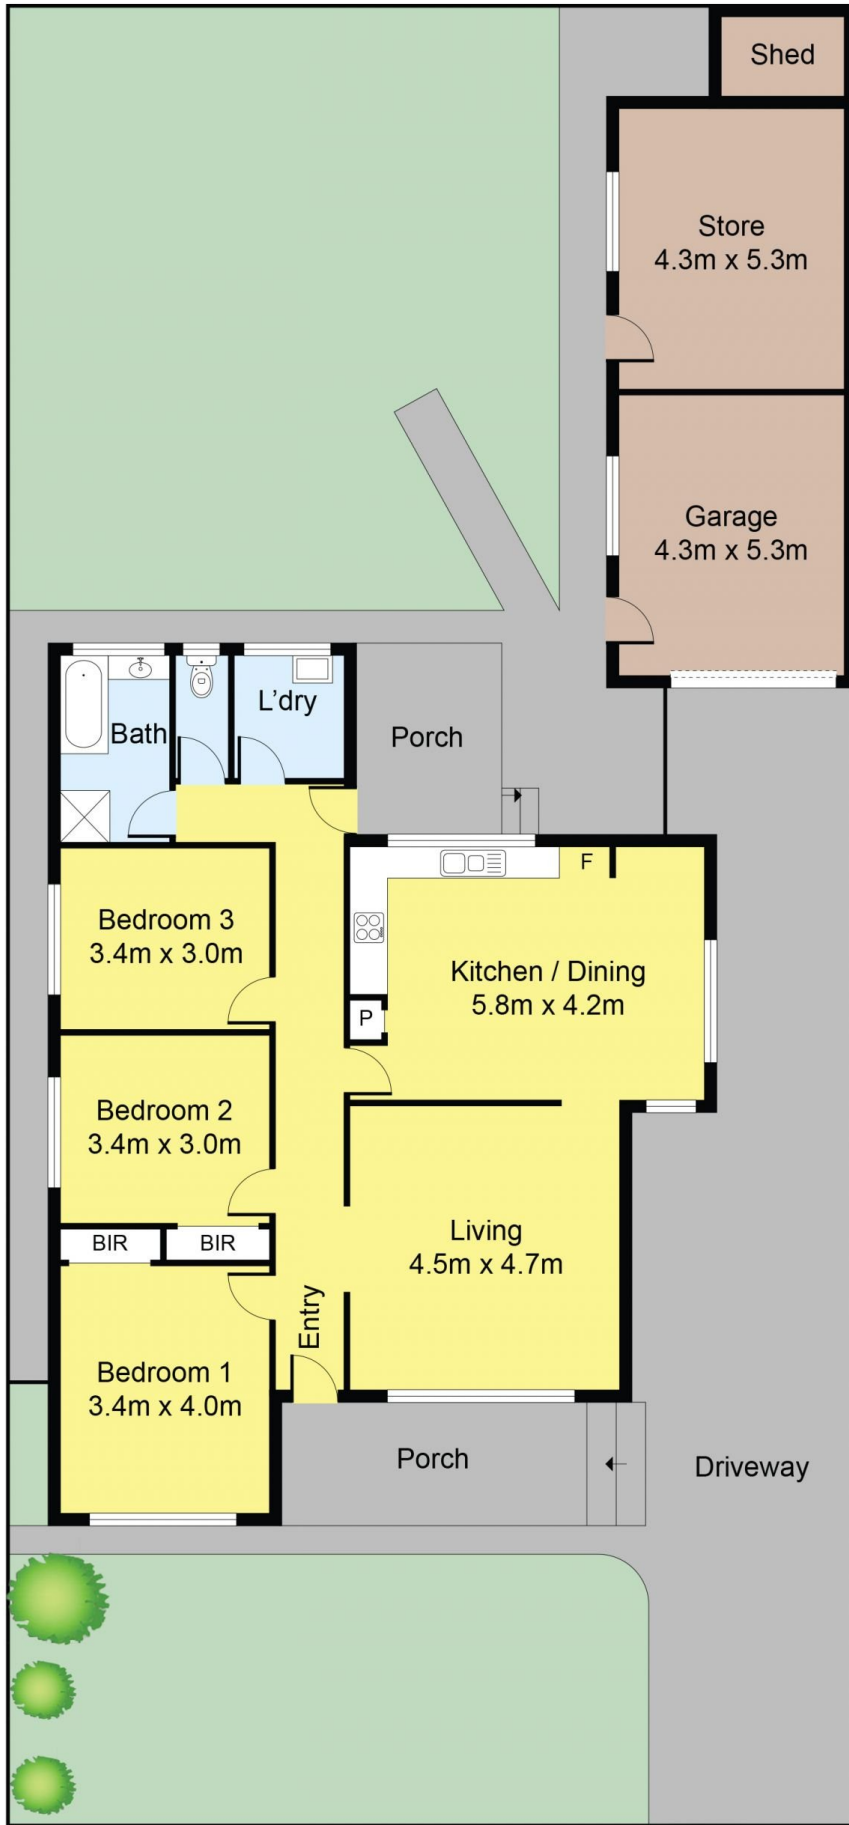 Shed
Store
4.3m x 5.3m
Garage
4.3m x 5.3m
L'dry
Bath
Porch
F
Bedroom 3
3.4m x 3.0m
Kitchen / Dining
5.8m x 4.2m
P
Bedroom 2
3.4m x 3.0m
BIR
BIR
Living
4.5m x 4.7m
Entry
Bedroom 1
3.4m x 4.0m
Porch
Driveway